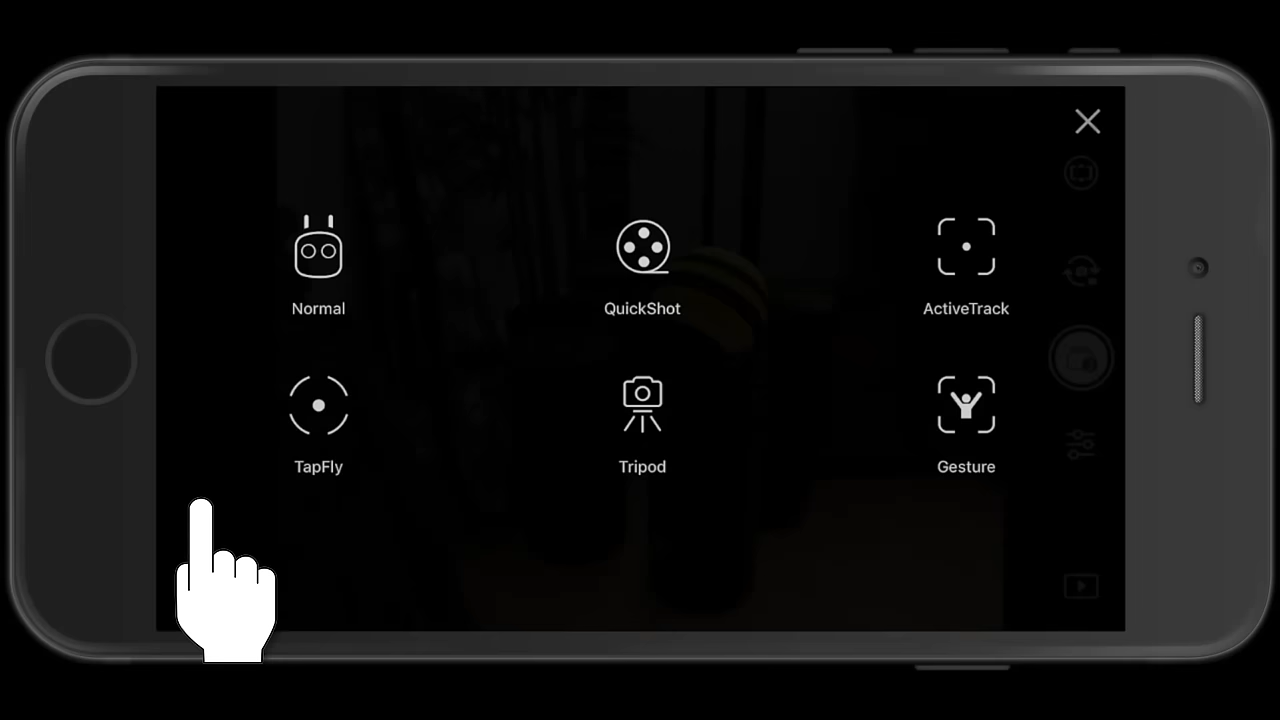 Normal
QuickShot
ActiveTrack
TapFly
Tripod
Gesture